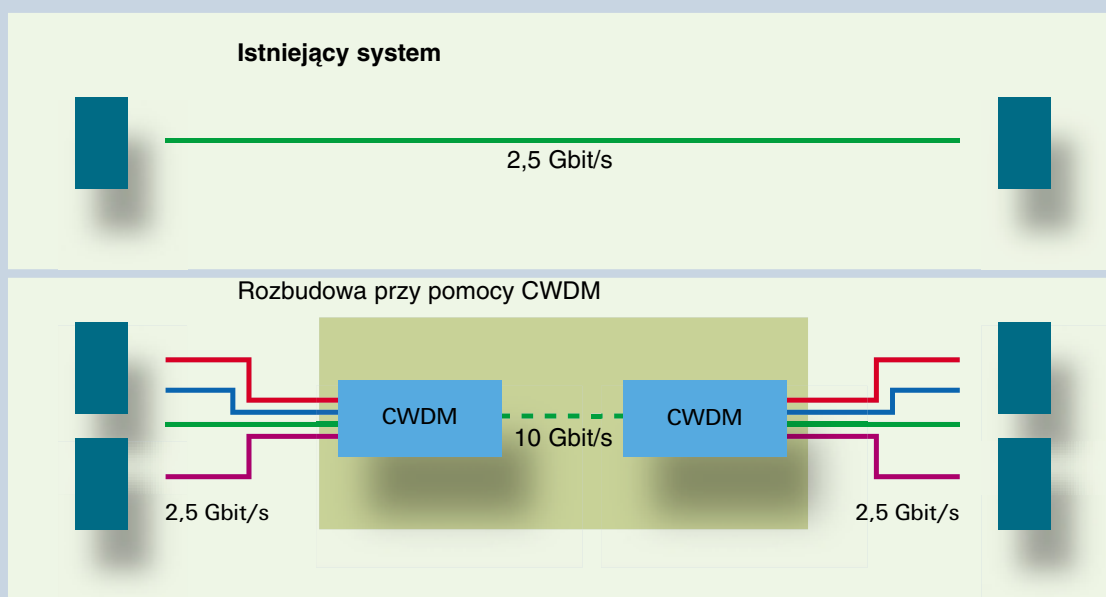 Istniejący system
2,5 Gbit/s
Rozbudowa przy pomocy CWDM
CWDM
CWDM
10 Gbit/s
2,5 Gbit/s
2,5 Gbit/s